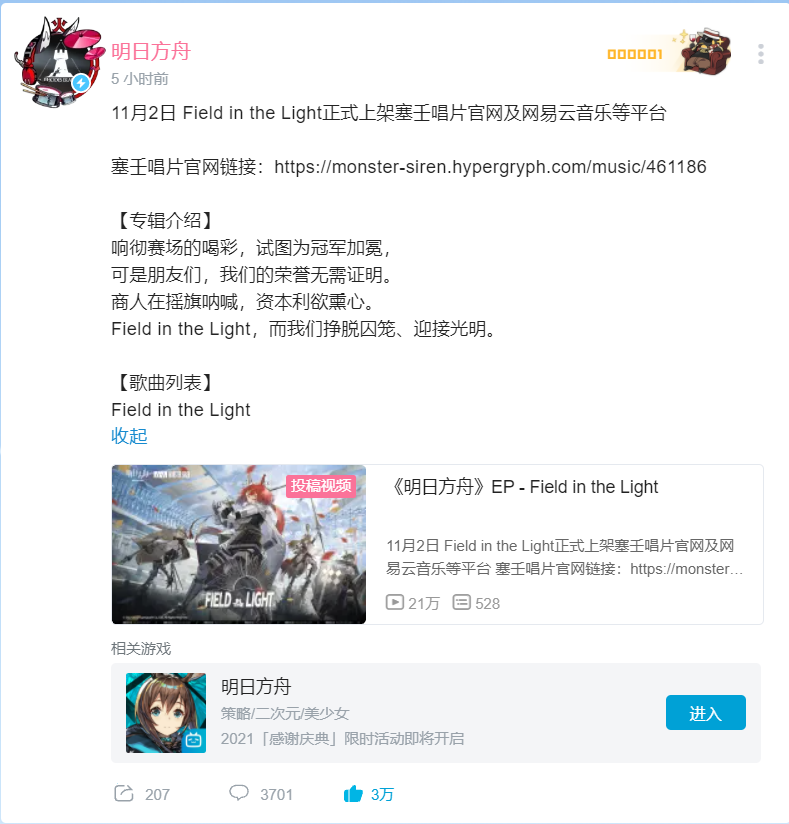 明日方舟
000001
5 小时前
11月2日 Field in the Light正式上架塞壬唱片官网及网易云音乐等平台
塞壬唱片官网链接：https://monster-siren.hypergryph.com/music/461186
【专辑介绍】
响彻赛场的喝彩，试图为冠军加冕，
可是朋友们，我们的荣誉无需证明。
商人在摇旗呐喊，资本利欲熏心。
Field in the Light，而我们挣脱囚笼、迎接光明。
【歌曲列表】
Field in the Light
收起
投稿视频
FIELD IN THE LIGHT
《明日方舟》EP - Field in the Light
11月2日 Field in the Light正式上架塞壬唱片官网及网
易云音乐等平台 塞壬唱片官网链接：https://monster...
21万 528
相关游戏
明日方舟
策略/二次元/美少女
2021「感谢庆典」限时活动即将开启
进入
207 3701 3万